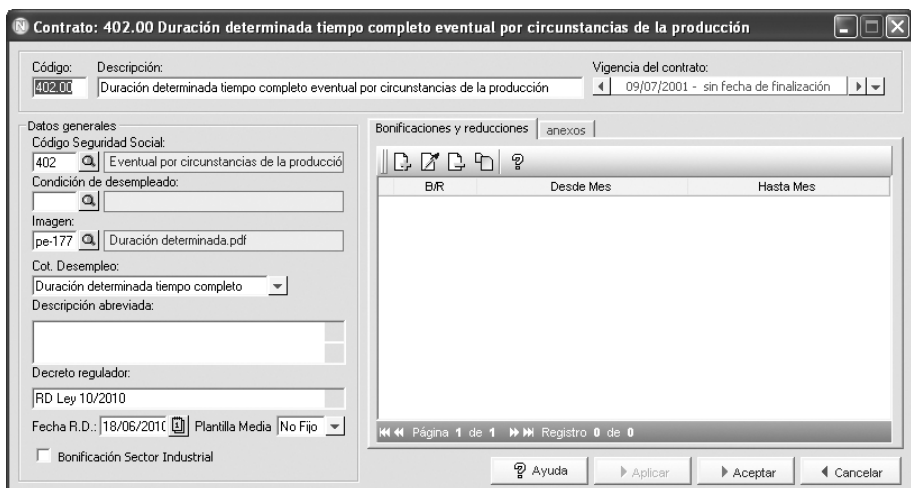 Contrato: 402.00 Duración determinada tiempo completo eventual por circunstancias de la producción
Código: Descripción: Vigencia del contrato:
402.00 Duración determinada tiempo completo eventual por circunstancias de la producción 09/07/2001 - sin fecha de finalización
Datos generales
Código Seguridad Social:
402 Eventual por circunstancias de la producció
Condición de desempleado:
Imagen:
pe-177 Duración determinada.pdf
Cot. Desempleo:
Duración determinada tiempo completo
Descripción abreviada:
Decreto regulador:
RD Ley 10/2010
Fecha R.D.: 18/06/201( Plantilla Media No Fijo
Bonificación Sector Industrial
Bonificaciones y reducciones anexos
B/R Desde Mes Hasta Mes
Página 1 de 1 Registro 0 de 0
Ayuda Aplicar Aceptar Cancelar